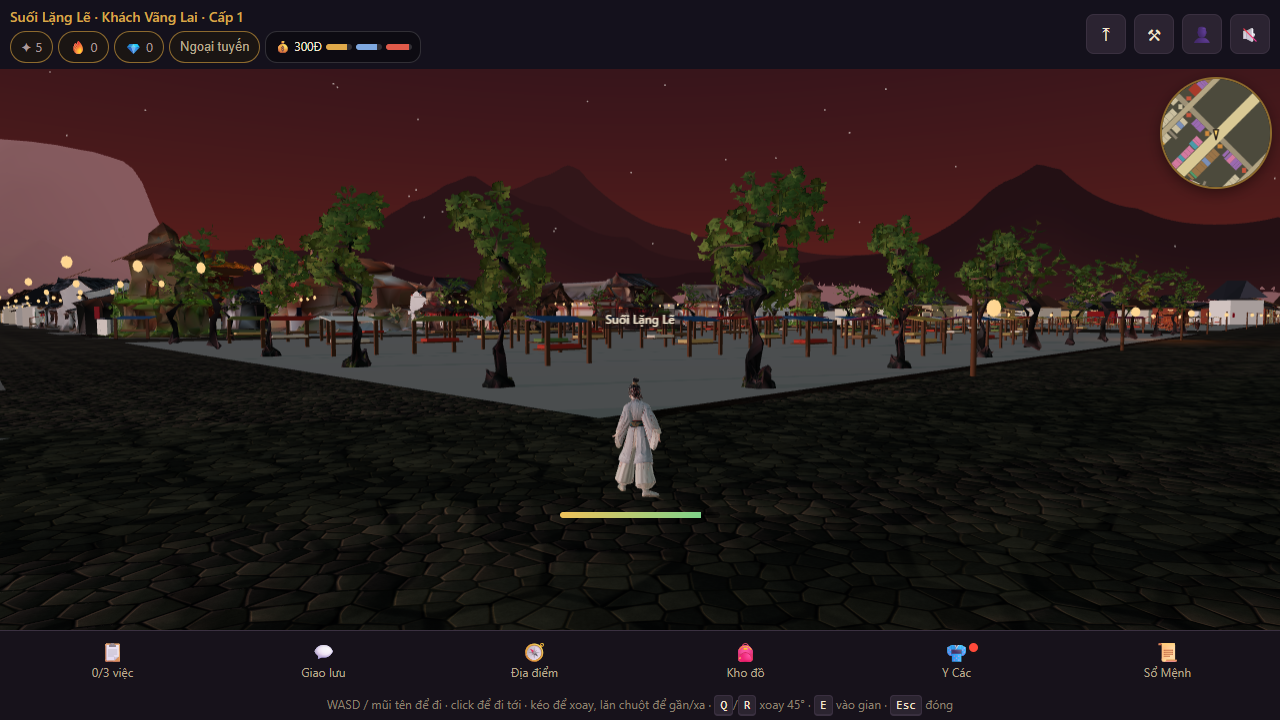 Suối Lặng Lẽ · Khách Vãng Lai · Cấp 1
5
0
0
Ngoại tuyến
300Đ
Suối Lặng Lẽ
0/3 việc
Giao lưu
Địa điểm
Kho đồ
Y Các
Sổ Mệnh
WASD / mũi tên để đi · click để đi tới · kéo để xoay, lăn chuột để gần/xa · Q / R xoay 45° · E vào gian · Esc đóng